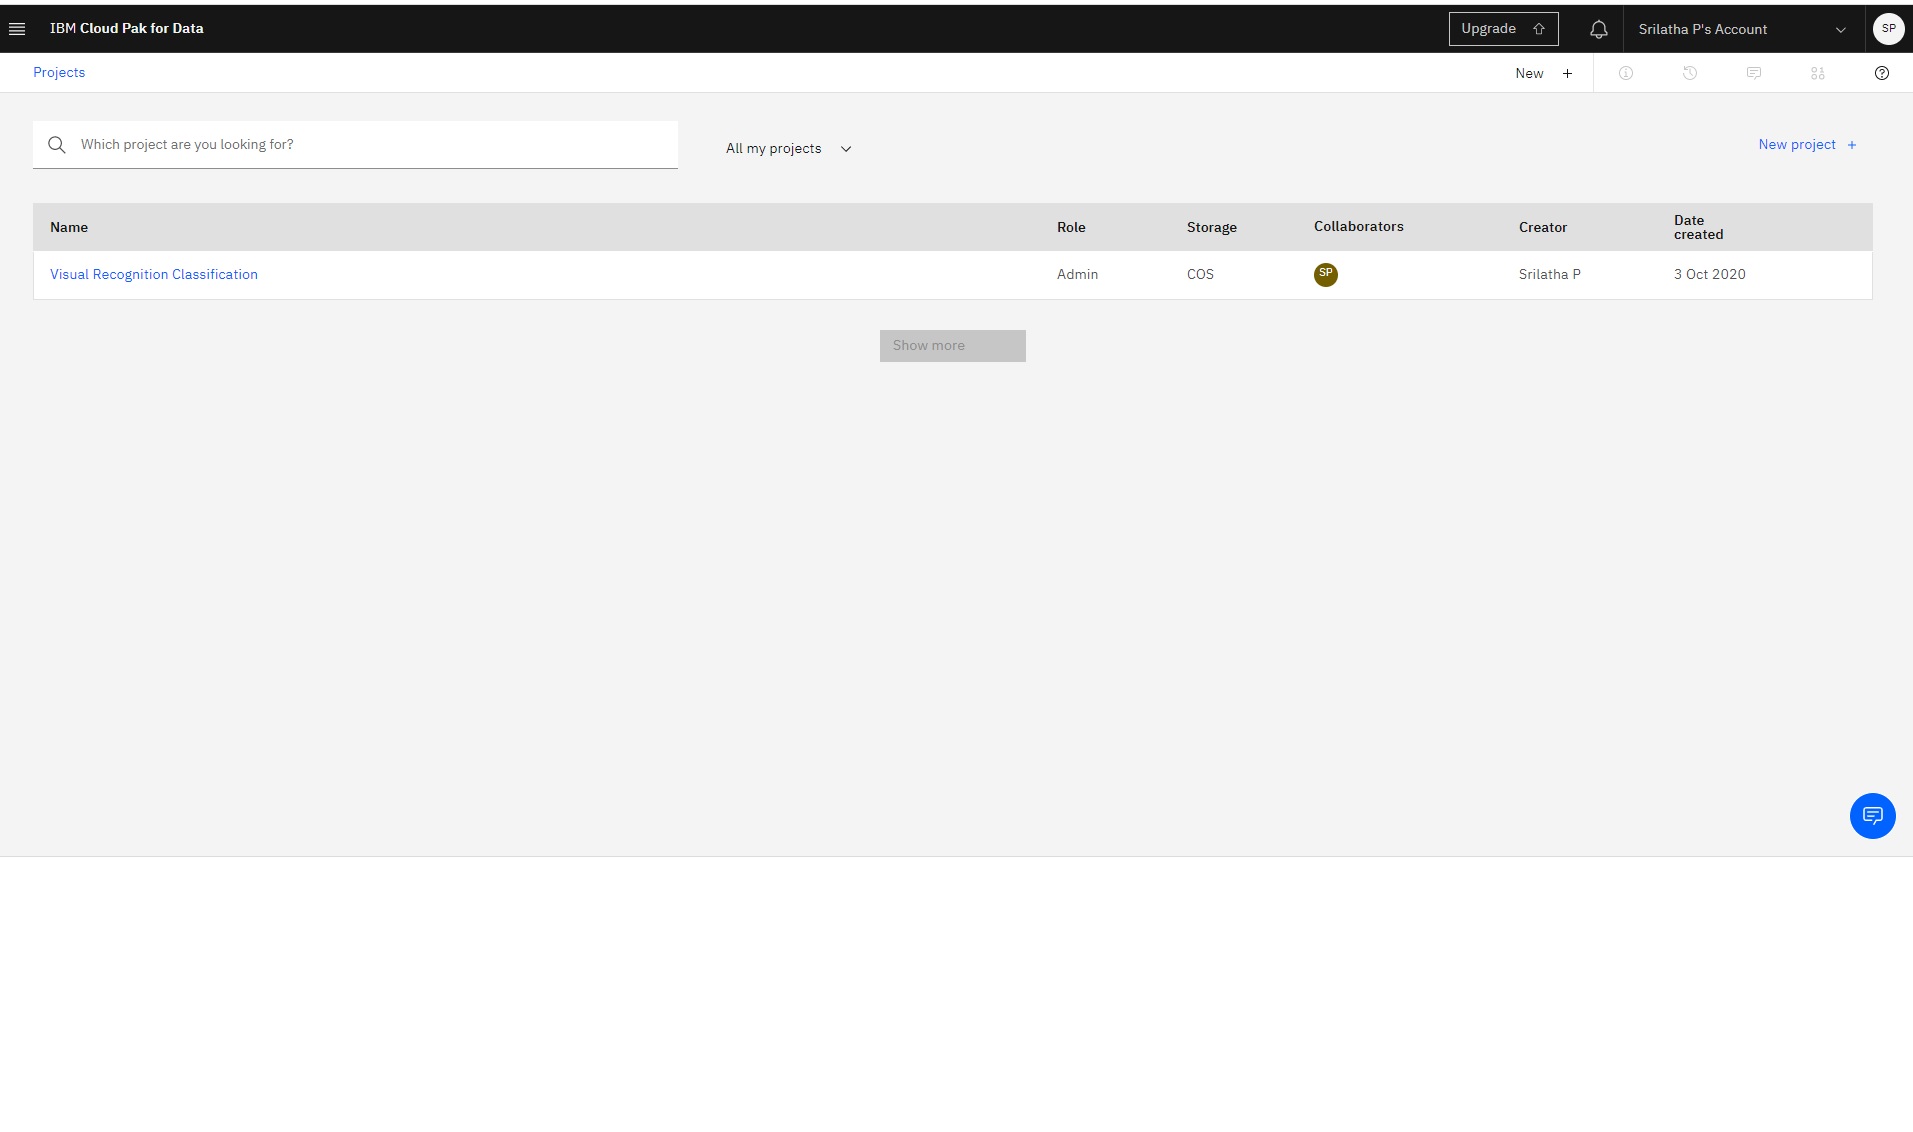 IBM Cloud Pak for Data
Upgrade
Srilatha P's Account
SP
Projects
New +
Which project are you looking for?
All my projects
New project +
Name Role Storage Collaborators Creator Date created
Visual Recognition Classification Admin COS SP Srilatha P 3 Oct 2020
Show more